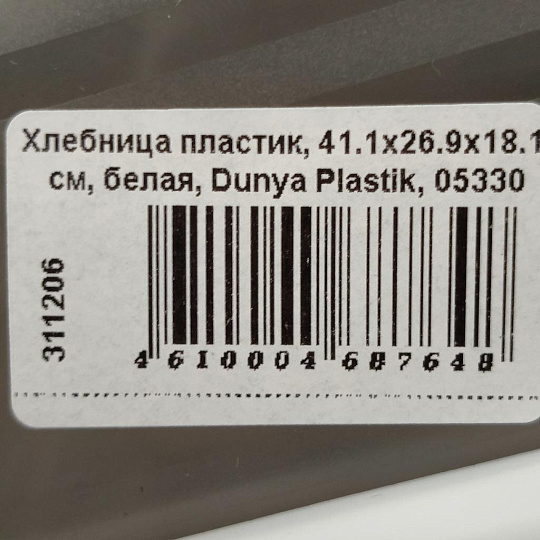 Хлебница пластик, 41.1x26.9x18.1
см, белая, Dunya Plastik, 05330
311206
4 610004 687648